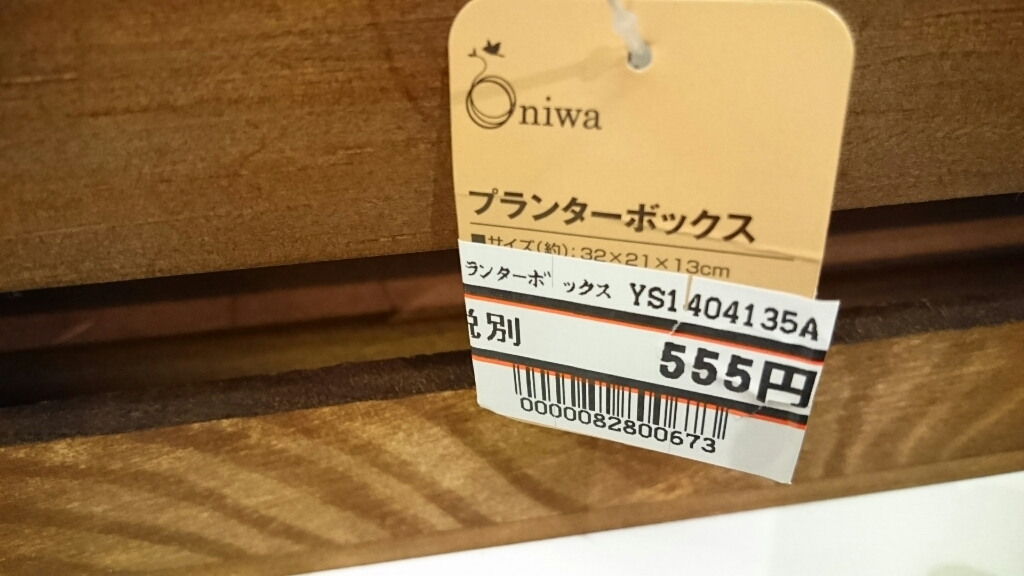 Oniwa
プランターボックス
■サイズ(約):32×21×13cm
ランターボックス YS1404135A
税別
555円
0000082800673